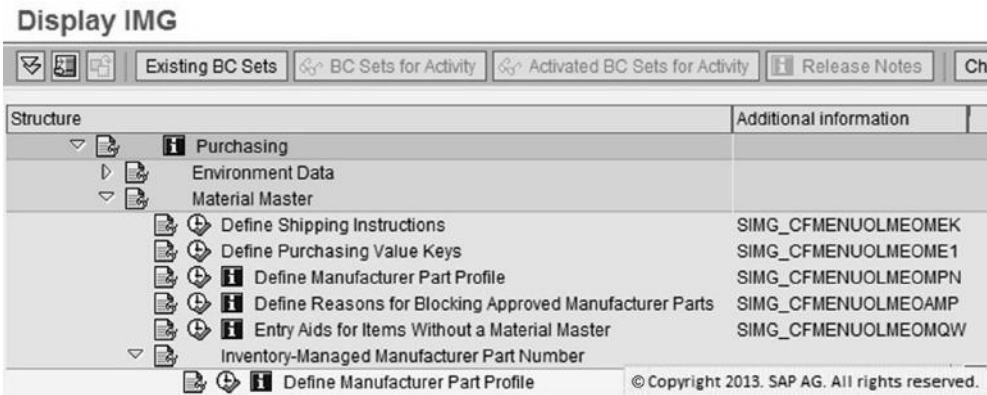 Display IMG
Existing BC Sets BC Sets for Activity Activated BC Sets for Activity Release Notes Ch
Structure Additional information
Purchasing
Environment Data
Material Master
Define Shipping Instructions SIMG_CFMENUOLMEOMEK
Define Purchasing Value Keys SIMG_CFMENUOLMEOME1
Define Manufacturer Part Profile SIMG_CFMENUOLMEOMPN
Define Reasons for Blocking Approved Manufacturer Parts SIMG_CFMENUOLMEOAMP
Entry Aids for Items Without a Material Master SIMG_CFMENUOLMEOMQW
Inventory-Managed Manufacturer Part Number
Define Manufacturer Part Profile © Copyright 2013. SAP AG. All rights reserved.